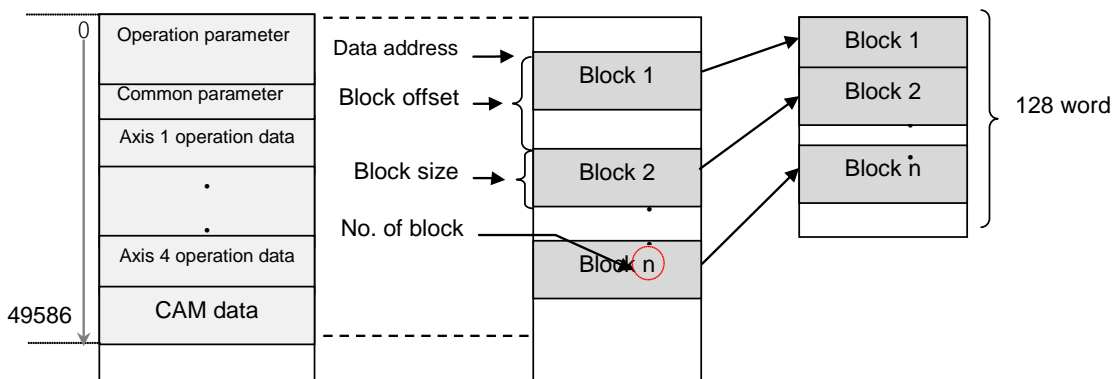 0
Operation parameter
Common parameter
Axis 1 operation data
Axis 4 operation data
CAM data
49586
Data address
Block offset
Block size
No. of block
Block 1
Block 2
Block n
Block 1
Block 2
Block n
128 word